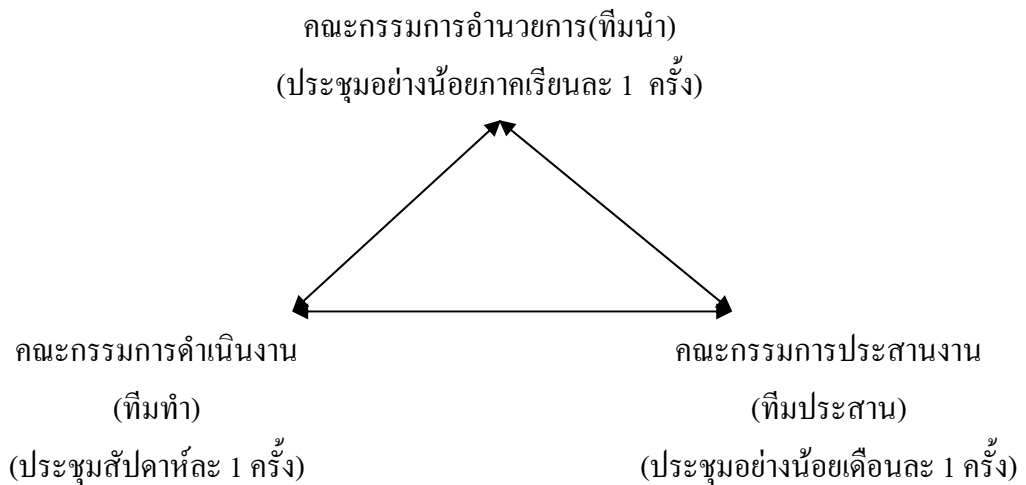 คณะกรรมการอำนวยการ(ทีมนำ)
(ประชุมอย่างน้อยภาคเรียนละ 1 ครั้ง)
คณะกรรมการดำเนินงาน
(ทีมทำ)
(ประชุมสัปดาห์ละ 1 ครั้ง)
คณะกรรมการประสานงาน
(ทีมประสาน)
(ประชุมอย่างน้อยเดือนละ 1 ครั้ง)